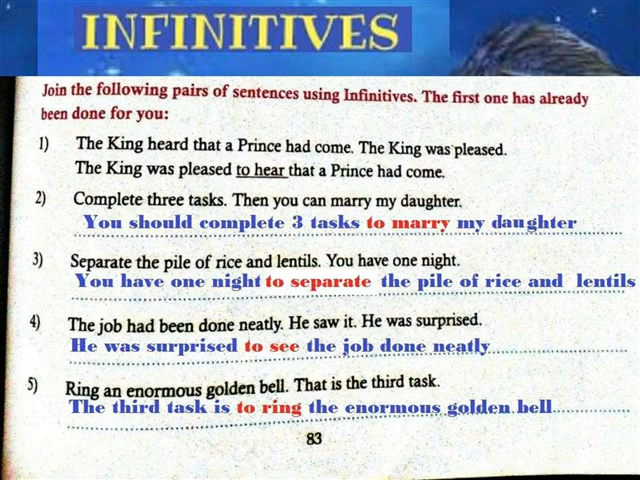 INFINITIVES
Join the following pairs of sentences using Infinitives. The first one has already
been done for you:
1) The King heard that a Prince had come. The King was pleased.
The King was pleased to hear that a Prince had come.
2) Complete three tasks. Then you can marry my daughter.
You should complete 3 tasks to marry my daughter
3) Separate the pile of rice and lentils. You have one night.
You have one night to separate the pile of rice and lentils
4) The job had been done neatly. He saw it. He was surprised.
He was surprised to see the job done neatly
5) Ring an enormous golden bell. That is the third task.
The third task is to ring the enormous golden bell
83